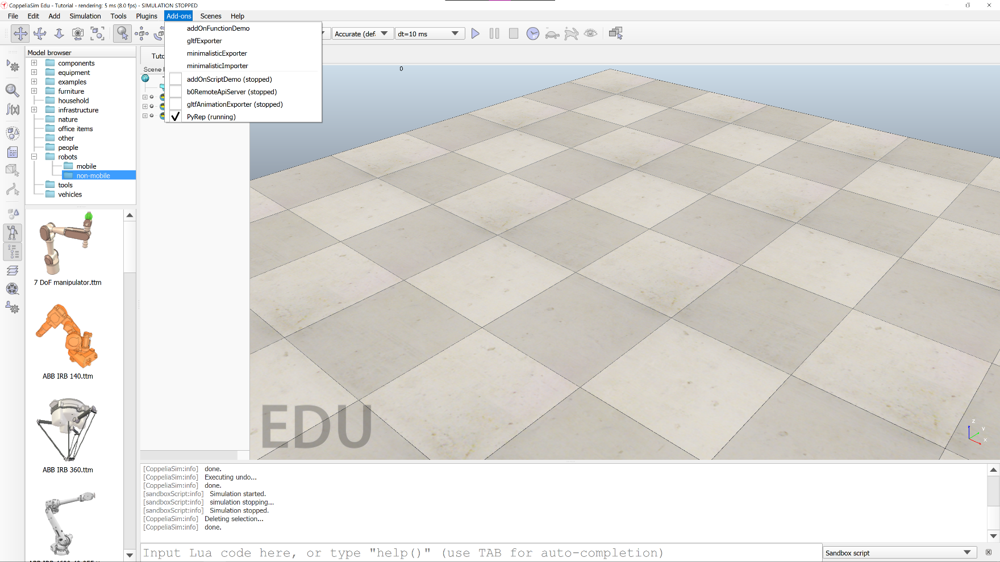 CoppeliaSim Edu - Tutorial - rendering: 5 ms (8.0 fps) - SIMULATION STOPPED
File Edit Add Simulation Tools Plugins Add-ons Scenes Help
Accurate (def. dt=10 ms
addOnFunctionDemo
gltfExporter
minimalisticExporter
minimalisticImporter
addOnScriptDemo (stopped)
b0RemoteApiServer (stopped)
gltfAnimationExporter (stopped)
PyRep (running)
Model browser
components
equipment
examples
furniture
household
infrastructure
nature
office items
other
people
robots
mobile
non-mobile
tools
vehicles
7 DoF manipulator.ttm
ABB IRB 140.ttm
ABB IRB 360.ttm
f(x)
Tuto
Scene
0
EDU
z
y
x
[CoppeliaSim:info] done.
[CoppeliaSim:info] Executing undo...
[CoppeliaSim:info] done.
[sandboxScript:info] Simulation started.
[sandboxScript:info] simulation stopping...
[sandboxScript:info] Simulation stopped.
[CoppeliaSim:info] Deleting selection...
[CoppeliaSim:info] done.
Input Lua code here, or type "help()" (use TAB for auto-completion)
Sandbox script